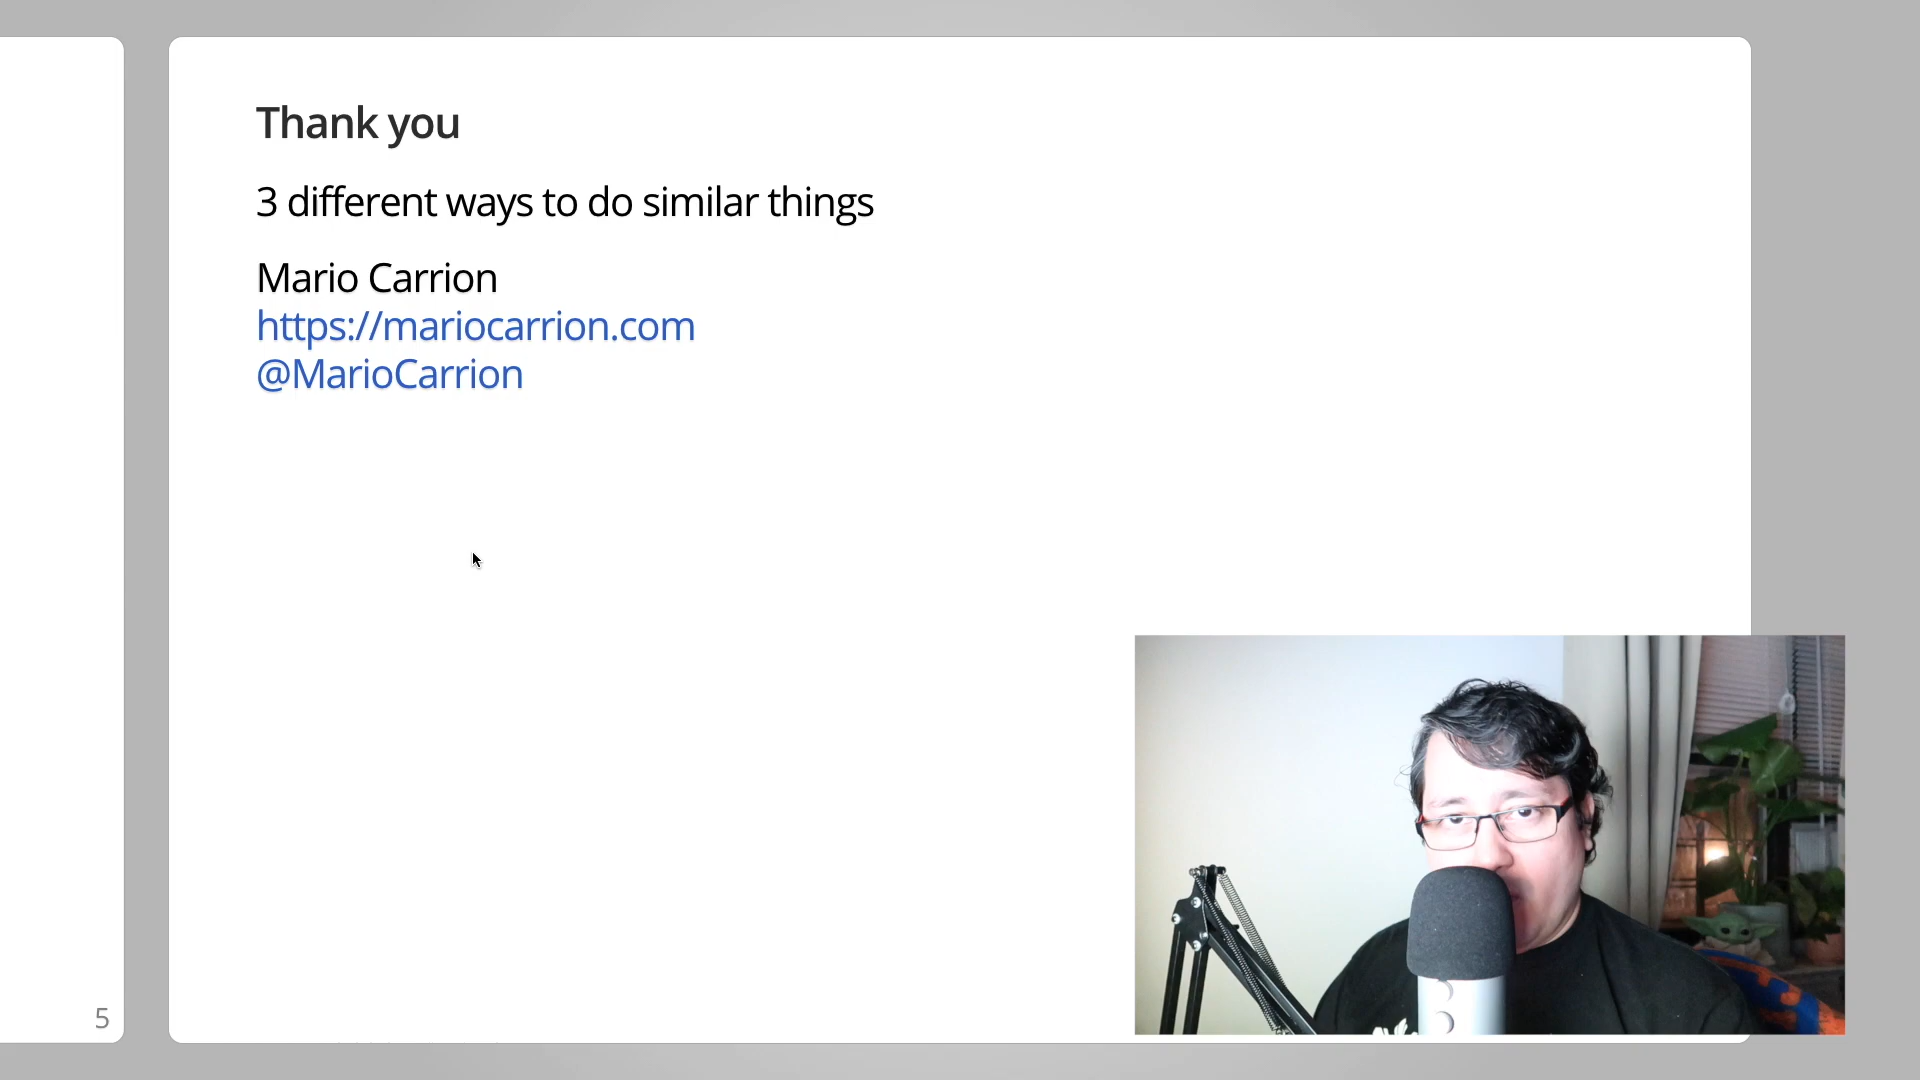 Thank you
3 different ways to do similar things
Mario Carrion
https://mariocarrion.com
@MarioCarrion
5